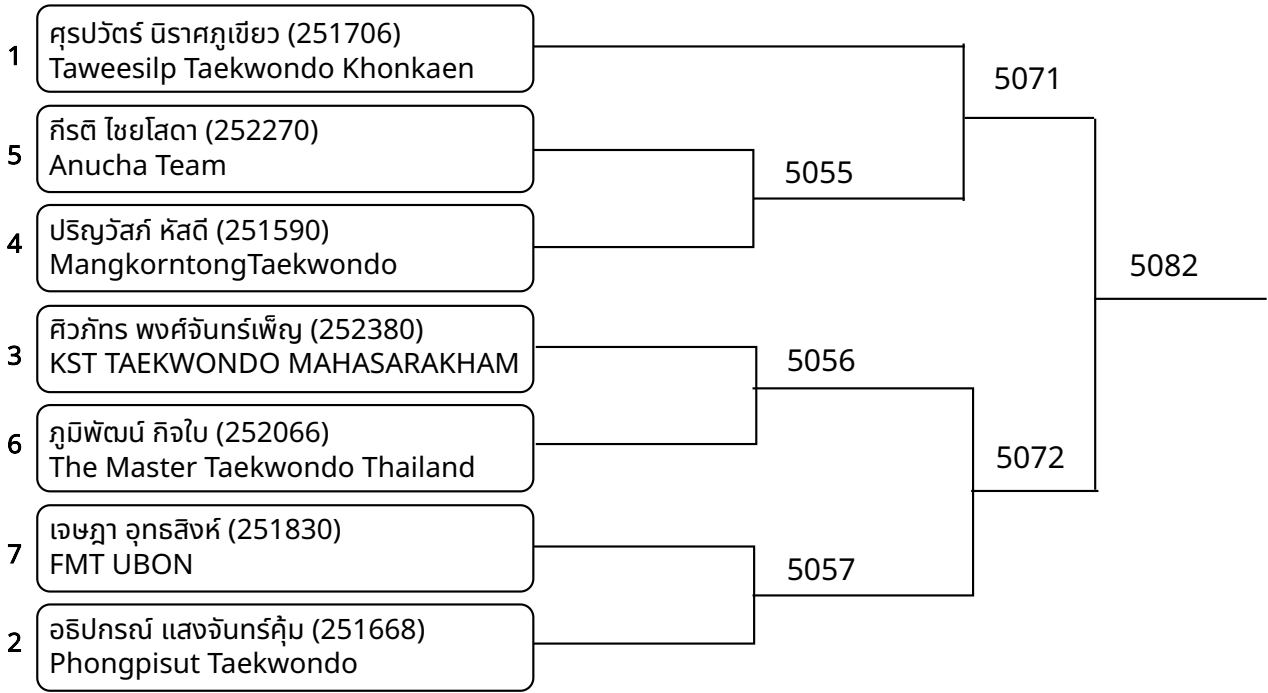 1
ศุรปวัตร์ นิราศภูเขียว (251706)
Taweesilp Taekwondo Khonkaen
5071
5
กีรติ ไชยโสดา (252270)
Anucha Team
5055
4
ปริญวัสภ์ หัสดี (251590)
MangkorntongTaekwondo
5082
3
ศิวภัทร พงศ์จันทร์เพ็ญ (252380)
KST TAEKWONDO MAHASARAKHAM
5056
6
ภูมิพัฒน์ กิจใบ (252066)
The Master Taekwondo Thailand
5072
7
เจษฎา อุทธสิงห์ (251830)
FMT UBON
5057
2
อธิปกรณ์ แสงจันทร์คุ้ม (251668)
Phongpisut Taekwondo